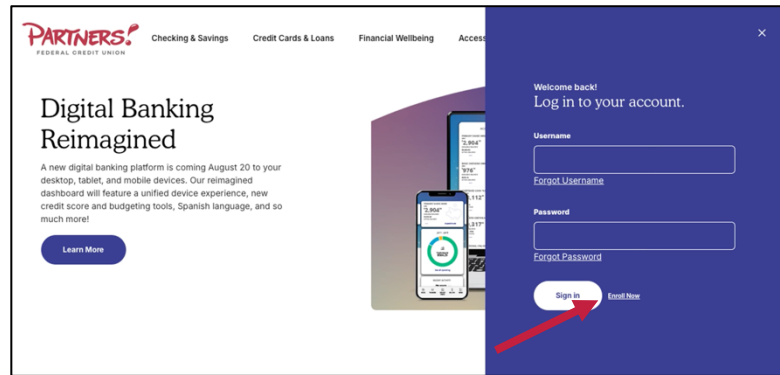 PARTNERS!
FEDERAL CREDIT UNION
Checking & Savings
Credit Cards & Loans
Financial Wellbeing
Access
Digital Banking
Reimagined
A new digital banking platform is coming August 20 to your
desktop, tablet, and mobile devices. Our reimagined
dashboard will feature a unified device experience, new
credit score and budgeting tools, Spanish language, and so
much more!
Learn More
Welcome back!
Log in to your account.
Username
Forgot Username
Password
Forgot Password
Sign in
Enroll Now